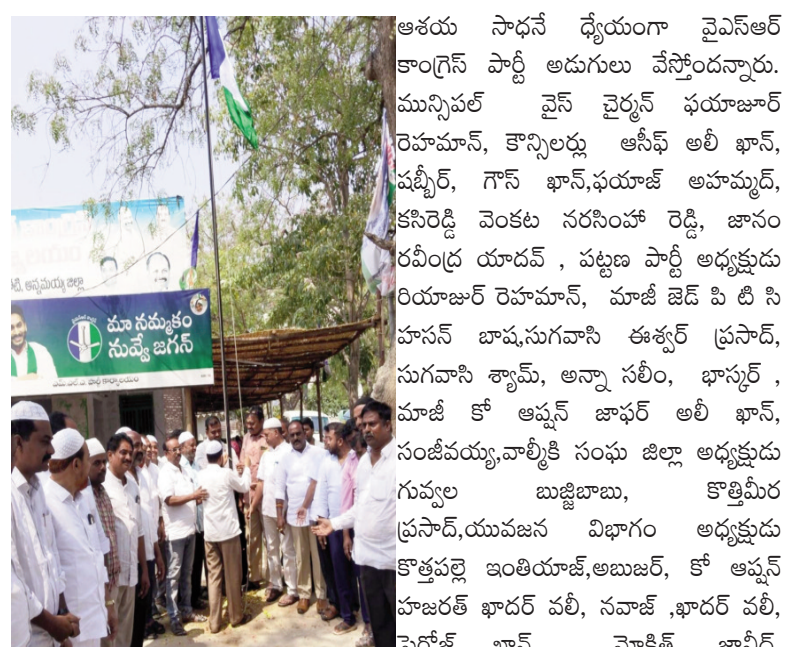 టి, అన్నమయ్య జిల్లా
మా నమ్మకం
నువ్వే జగన్
ఆశయ సాధనే ధ్యేయంగా వైఎస్ఆర్
కాంగ్రెస్ పార్టీ అడుగులు వేస్తోందన్నారు.
మున్సిపల్ వైస్ చైర్మన్ ఫయాజూర్
రెహమాన్, కౌన్సిలర్లు ఆసీఫ్ అలీ ఖాన్,
షబ్బీర్, గౌస్ ఖాన్,ఫయాజ్ అహమ్మద్,
కసిరెడ్డి వెంకట నరసింహా రెడ్డి, జానం
రవీంద్ర యాదవ్ , పట్టణ పార్టీ అధ్యక్షుడు
రియాజుర్ రెహమాన్, మాజీ జెడ్ పి టి సి
హసన్ బాష,సుగవాసి ఈశ్వర్ ప్రసాద్,
సుగవాసి శ్యామ్, అన్నా సలీం, భాస్కర్ ,
మాజీ కో ఆప్షన్ జాఫర్ అలీ ఖాన్,
సంజీవయ్య,వాల్మీకి సంఘ జిల్లా అధ్యక్షుడు
గువ్వల బుజ్జిబాబు, కొత్తిమీర
ప్రసాద్,యువజన విభాగం అధ్యక్షుడు
కొత్తపల్లె ఇంతియాజ్,అబుజర్, కో ఆప్షన్
హజరత్ ఖాదర్ వలీ, నవాజ్ ,ఖాదర్ వలీ,